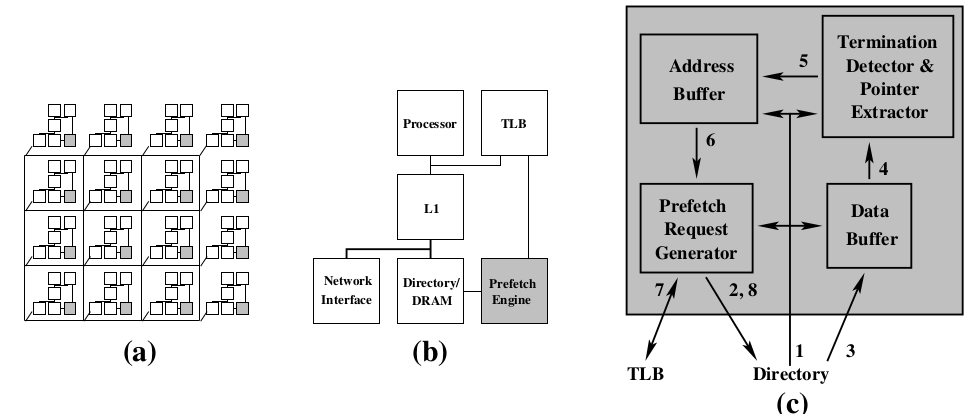 (a)
Processor
TLB
L1
Network
Interface
Directory/
DRAM
Prefetch
Engine
(b)
Address
Buffer
Termination
Detector &
Pointer
Extractor
5
6
4
Prefetch
Request
Generator
Data
Buffer
7
2, 8
1
3
TLB
Directory
(c)